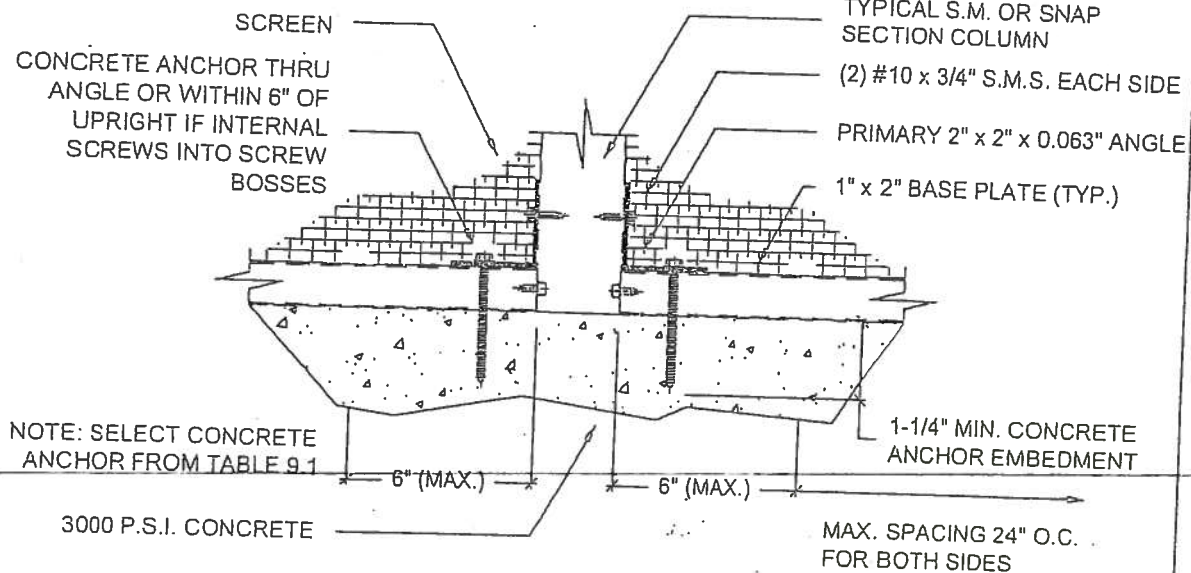 SCREEN
CONCRETE ANCHOR THRU
ANGLE OR WITHIN 6" OF
UPRIGHT IF INTERNAL
SCREWS INTO SCREW
BOSSES
TYPICAL S.M. OR SNAP
SECTION COLUMN
(2) #10 x 3/4" S.M.S. EACH SIDE
PRIMARY 2" x 2" x 0.063" ANGLE
1" x 2" BASE PLATE (TYP.)
NOTE: SELECT CONCRETE
ANCHOR FROM TABLE 9.1
1-1/4" MIN. CONCRETE
ANCHOR EMBEDMENT
6" (MAX.)
6" (MAX.)
3000 P.S.I. CONCRETE
MAX. SPACING 24" O.C.
FOR BOTH SIDES